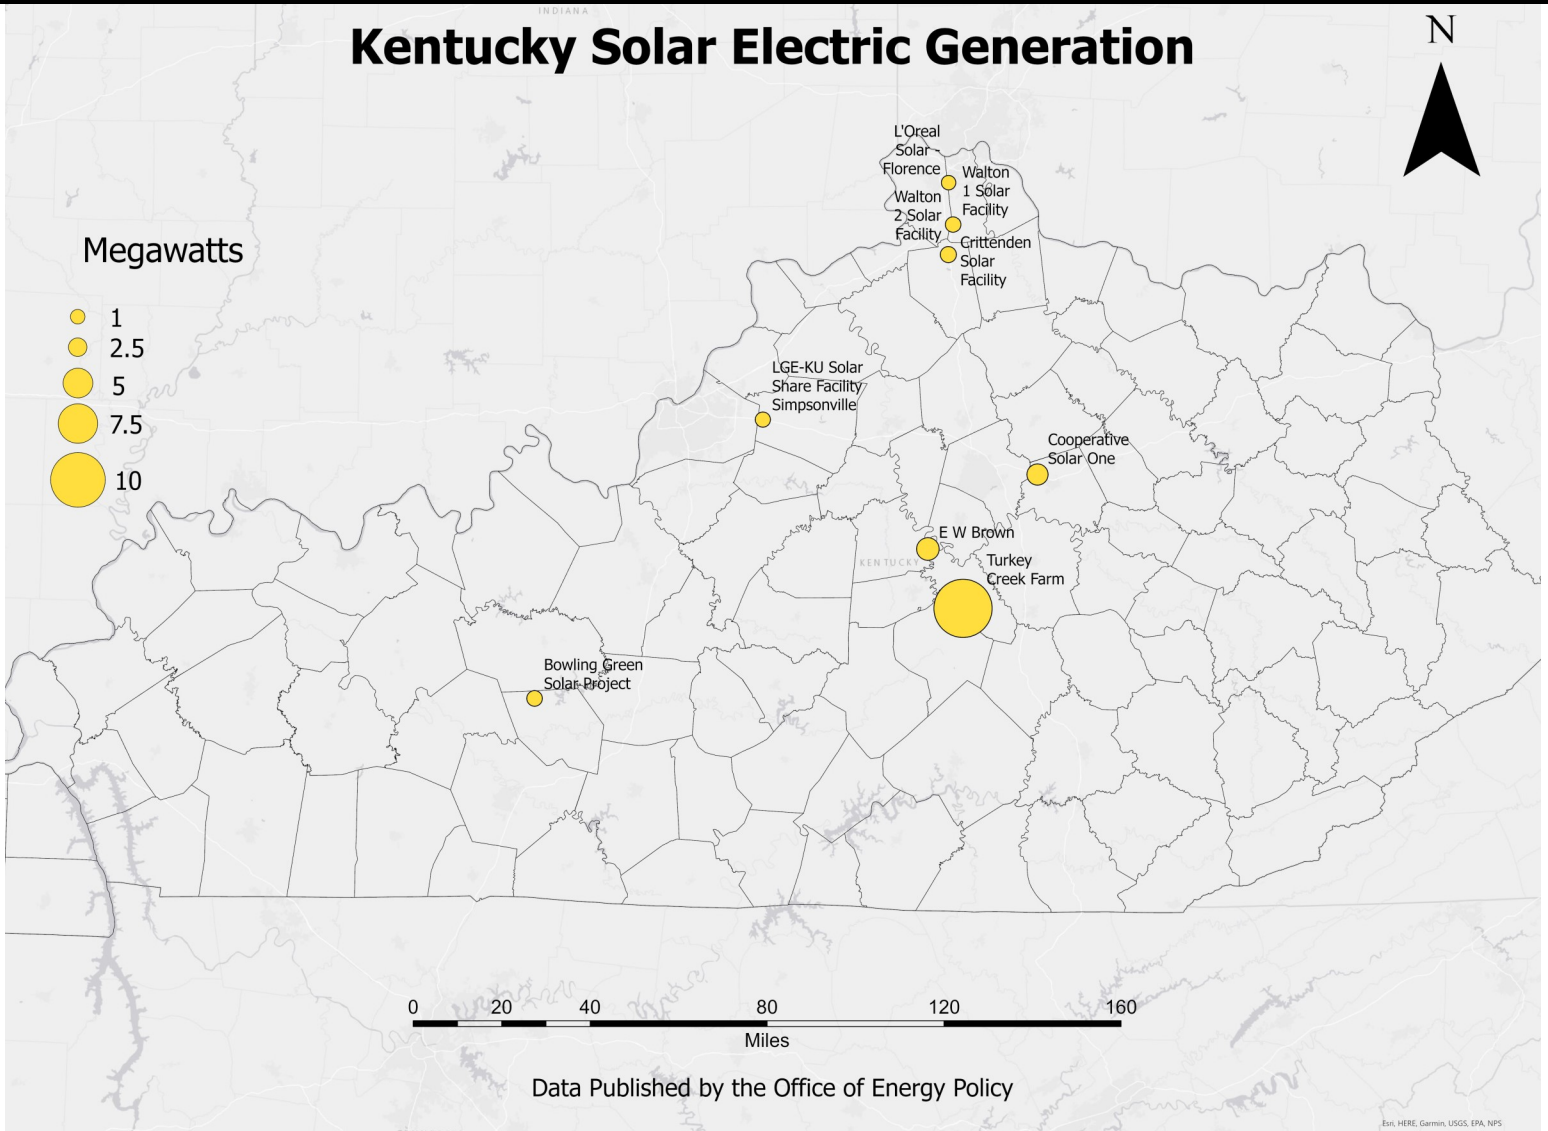 INDIANA
Kentucky Solar Electric Generation
N
L'Oreal
Solar -
Florence
Walton
1 Solar
Facility
Walton
2 Solar
Facility
Crittenden
Solar
Facility
Megawatts
1
2.5
5
7.5
10
LGE-KU Solar
Share Facility
Simpsonville
Cooperative
Solar One
E W Brown
KENTUCKY
Turkey
Creek Farm
Bowling Green
Solar Project
0 20 40 80 120 160
Miles
Data Published by the Office of Energy Policy
Esri, HERE, Garmin, USGS, EPA, NPS